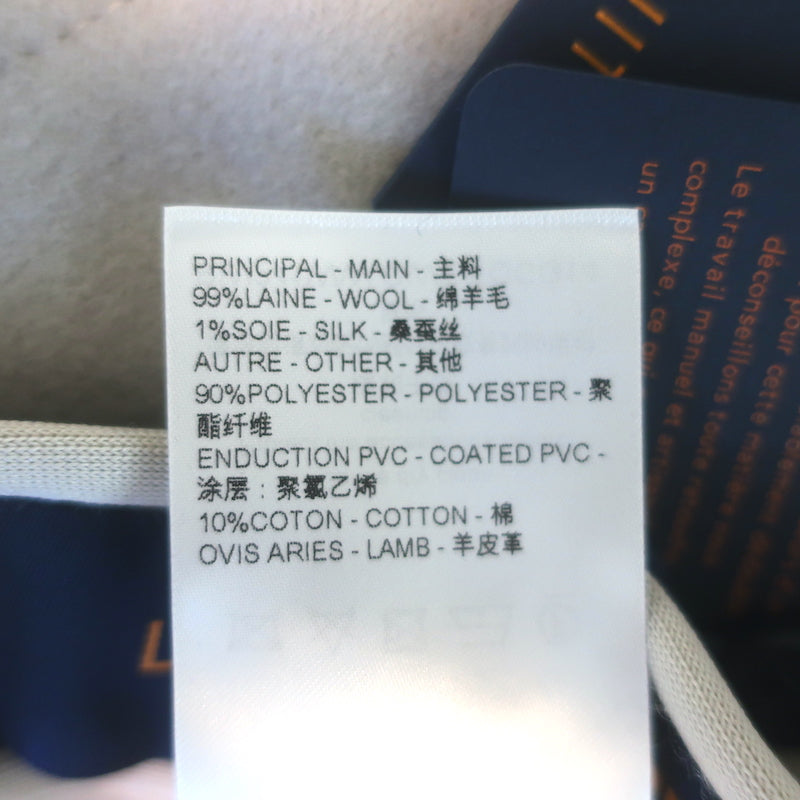 PRINCIPAL - MAIN - 主料
99%LAINE - WOOL - 绵羊毛
1%SOIE - SILK - 桑蚕丝
AUTRE - OTHER - 其他
90%POLYESTER - POLYESTER - 聚
酯纤维
ENDUCTION PVC - COATED PVC -
涂层：聚氯乙烯
10%COTON - COTTON - 棉
OVIS ARIES - LAMB - 羊皮革
Le travail manuel et
complexe, ce qui
un
déconseillons toute
pour cette matière